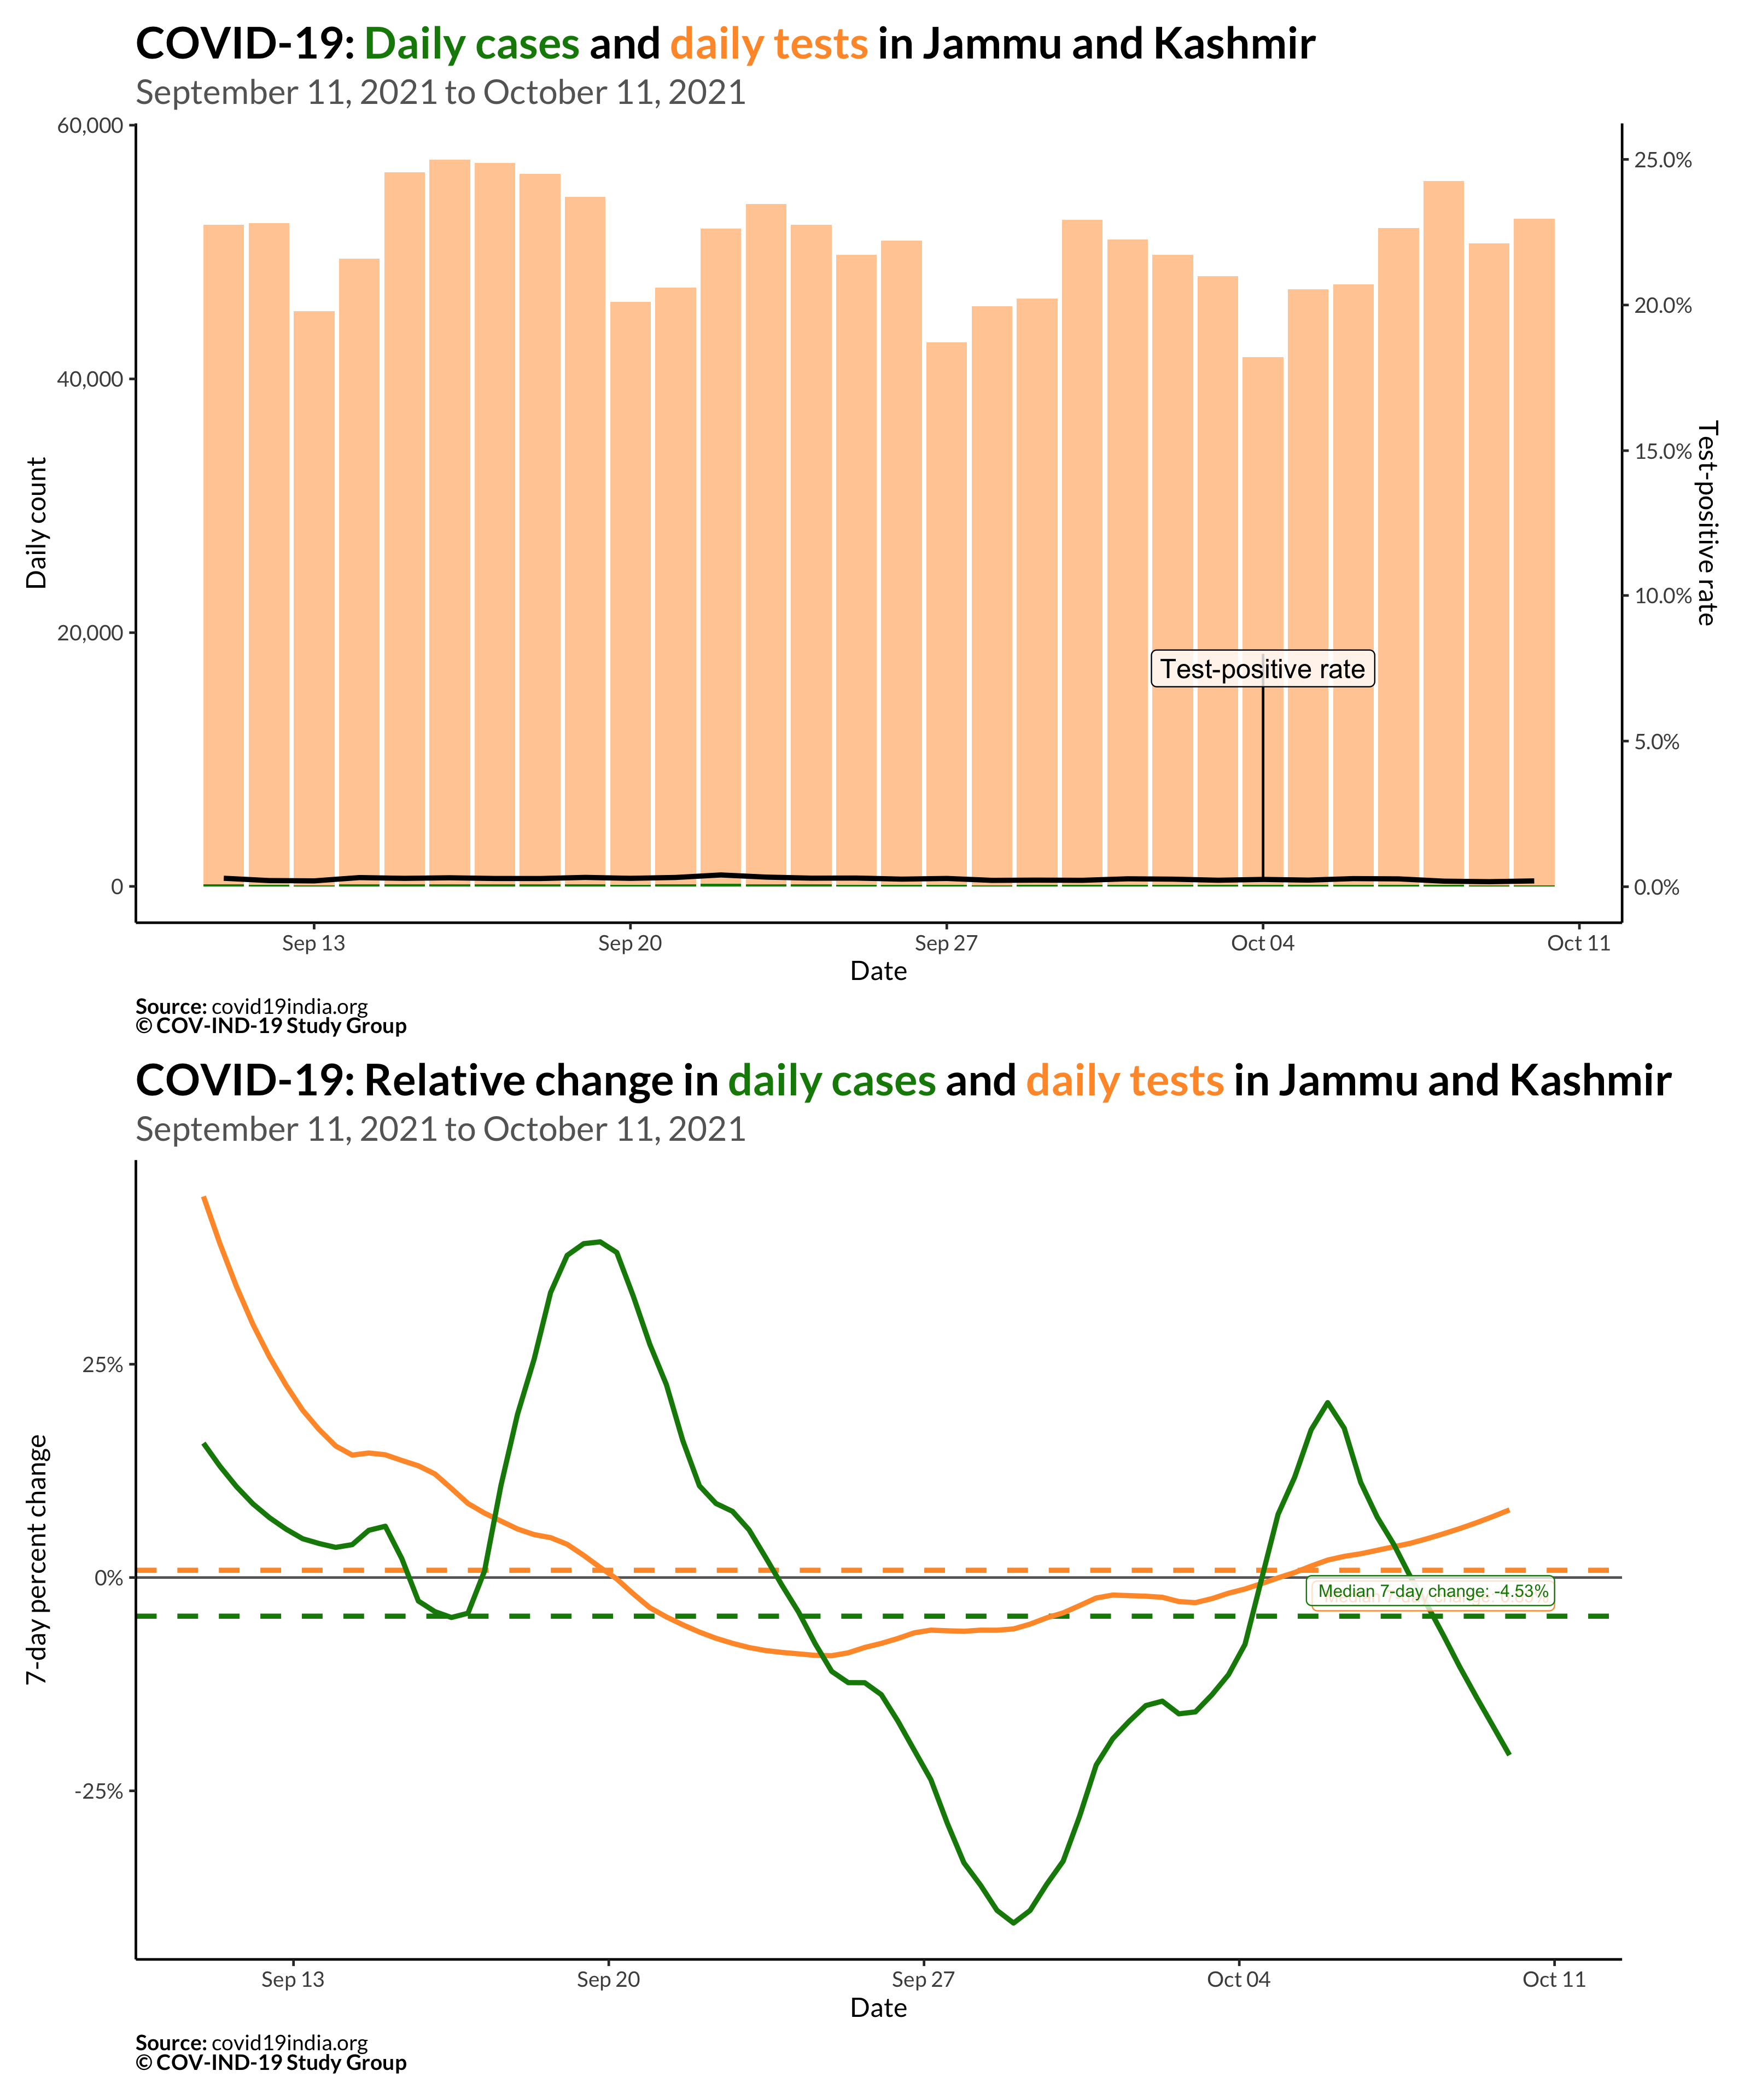 COVID-19: Daily cases and daily tests in Jammu and Kashmir
September 11, 2021 to October 11, 2021
60,000
40,000
20,000
0
Daily count
25.0%
20.0%
15.0%
10.0%
5.0%
0.0%
Test-positive rate
Test-positive rate
Sep 13
Sep 20
Sep 27
Oct 04
Oct 11
Date
Source: covid19india.org
© COV-IND-19 Study Group
COVID-19: Relative change in daily cases and daily tests in Jammu and Kashmir
September 11, 2021 to October 11, 2021
25%
0%
-25%
7-day percent change
Median 7-day change: -4.53%
Sep 13
Sep 20
Sep 27
Oct 04
Oct 11
Date
Source: covid19india.org
© COV-IND-19 Study Group